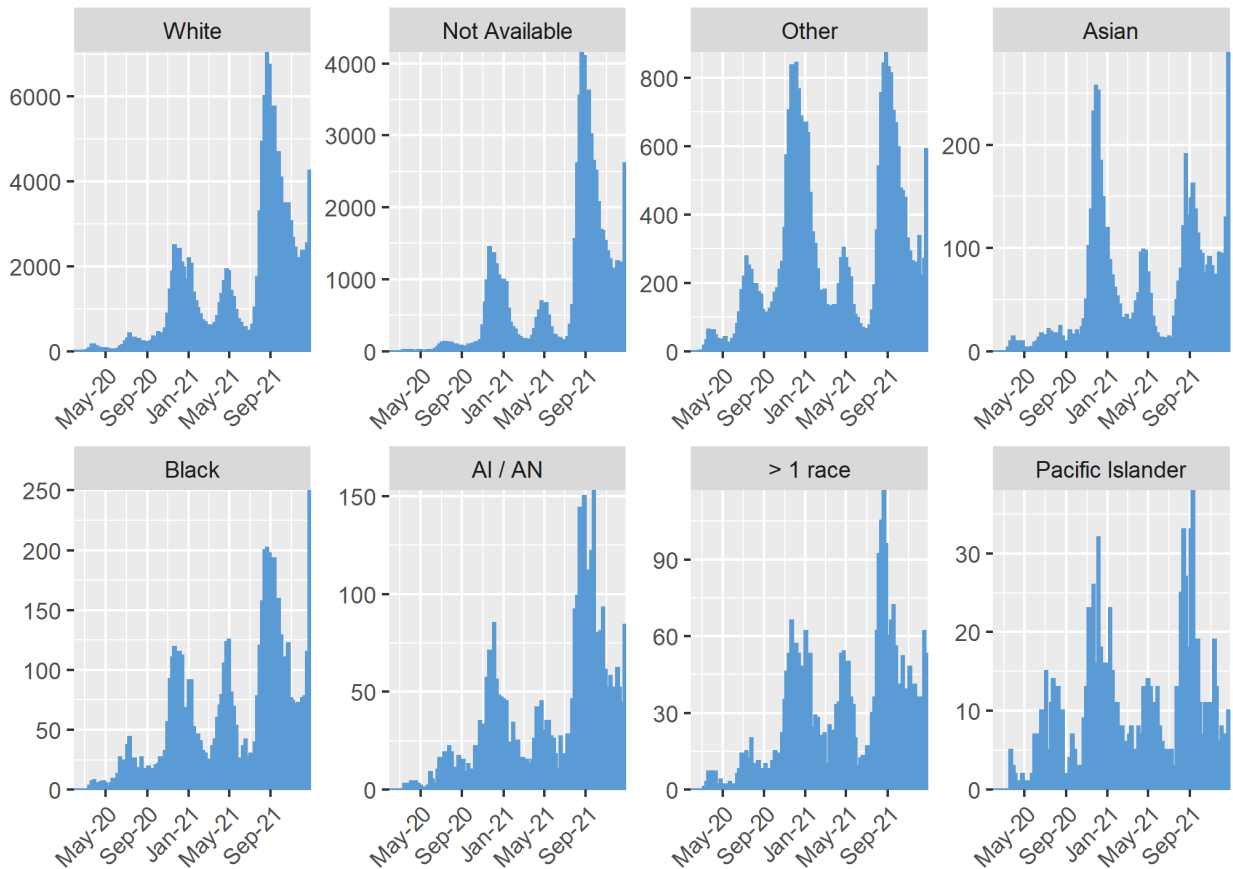 White
Not Available
Other
Asian
6000
4000
2000
0
4000
3000
2000
1000
0
800
600
400
200
0
200
100
0
May-20
Sep-20
Jan-21
May-21
Sep-21
May-20
Sep-20
Jan-21
May-21
Sep-21
May-20
Sep-20
Jan-21
May-21
Sep-21
May-20
Sep-20
Jan-21
May-21
Sep-21
Black
AI / AN
> 1 race
Pacific Islander
250
200
150
100
50
0
150
100
50
0
90
60
30
0
30
20
10
0
May-20
Sep-20
Jan-21
May-21
Sep-21
May-20
Sep-20
Jan-21
May-21
Sep-21
May-20
Sep-20
Jan-21
May-21
Sep-21
May-20
Sep-20
Jan-21
May-21
Sep-21